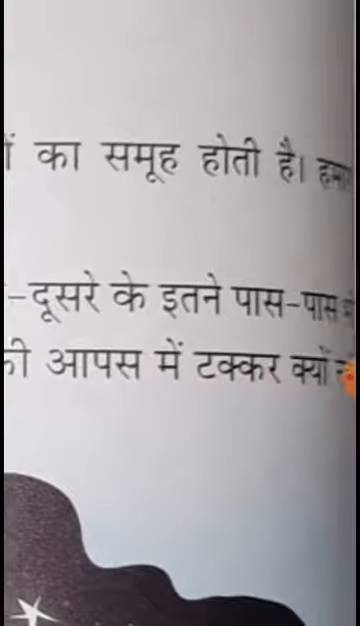 का समूह होती है।
-दूसरे के इतने पास-पास
आपस में टक्कर क्यों